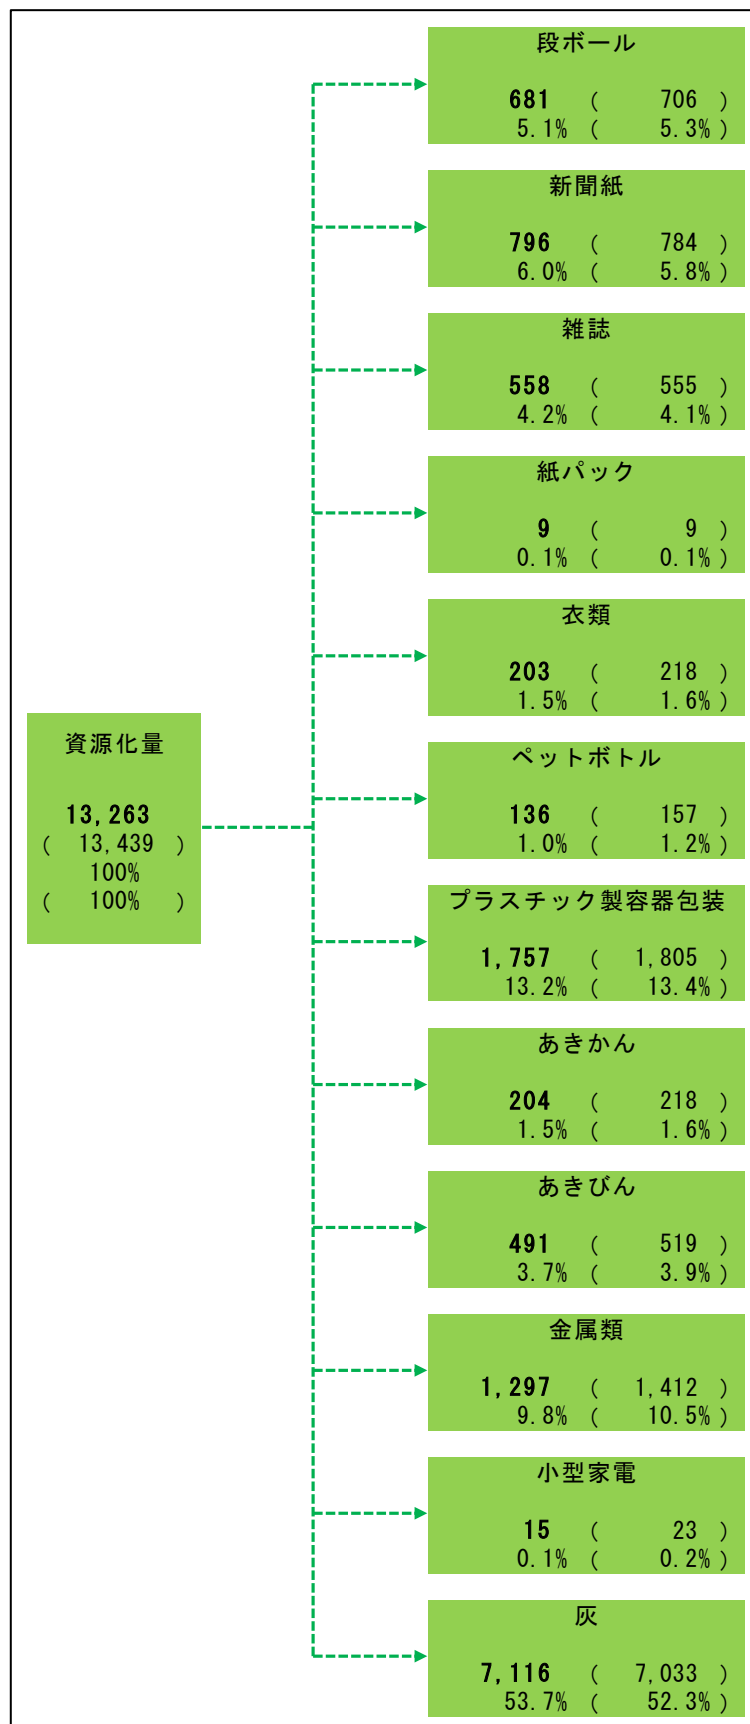 段ボール
681 ( 706 )
5.1% ( 5.3% )
新聞紙
796 ( 784 )
6.0% ( 5.8% )
雑誌
558 ( 555 )
4.2% ( 4.1% )
紙パック
9 ( 9 )
0.1% ( 0.1% )
衣類
203 ( 218 )
1.5% ( 1.6% )
資源化量
13,263
( 13,439 )
100%
( 100% )
ペットボトル
136 ( 157 )
1.0% ( 1.2% )
プラスチック製容器包装
1,757 ( 1,805 )
13.2% ( 13.4% )
あきかん
204 ( 218 )
1.5% ( 1.6% )
あきびん
491 ( 519 )
3.7% ( 3.9% )
金属類
1,297 ( 1,412 )
9.8% ( 10.5% )
小型家電
15 ( 23 )
0.1% ( 0.2% )
灰
7,116 ( 7,033 )
53.7% ( 52.3% )